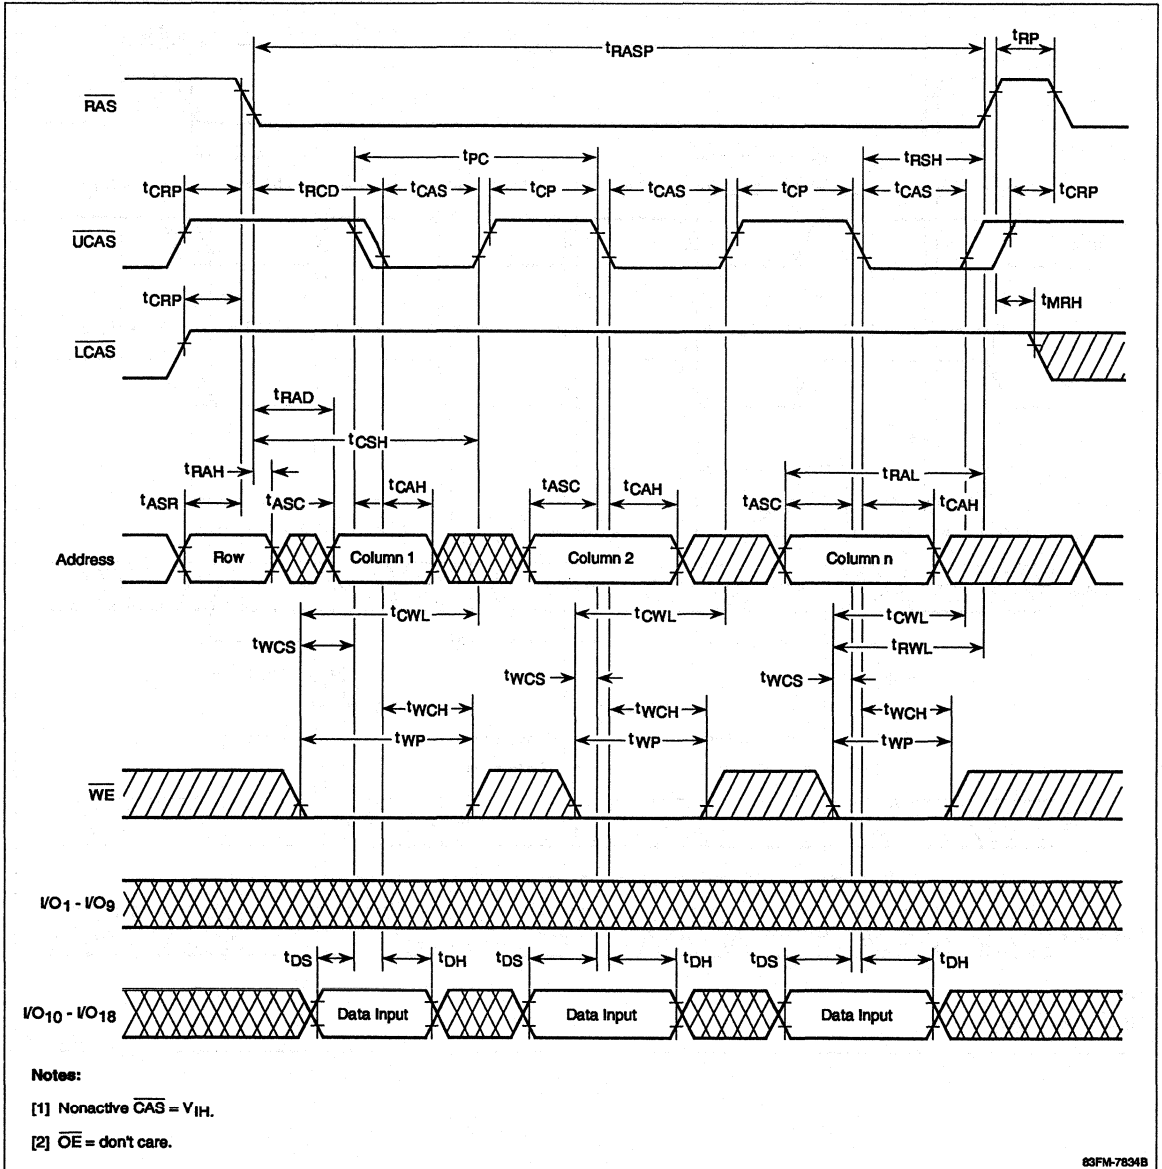 tRASP tRP
RAS
tPC tRSH
tCRP tRCD tCAS tCP tCAS tCP tCAS tCRP
UCAS
tCRP tMRH
LCAS
tRAD
tCSH
tRAH tRAL
tASR tASC tCAH tASC tCAH tASC tCAH
Address Row Column 1 Column 2 Column n
tCWL tCWL tCWL
tWCS tRWL
tWCS tWCS
tWCH tWCH tWCH
tWP tWP tWP
WE
I/O1 - I/O9
tDS tDH tDS tDH tDS tDH
I/O10 - I/O18 Data Input Data Input Data Input
Notes:
[1] Nonactive CAS = VIH.
[2] OE = don't care.
83FM-7834B